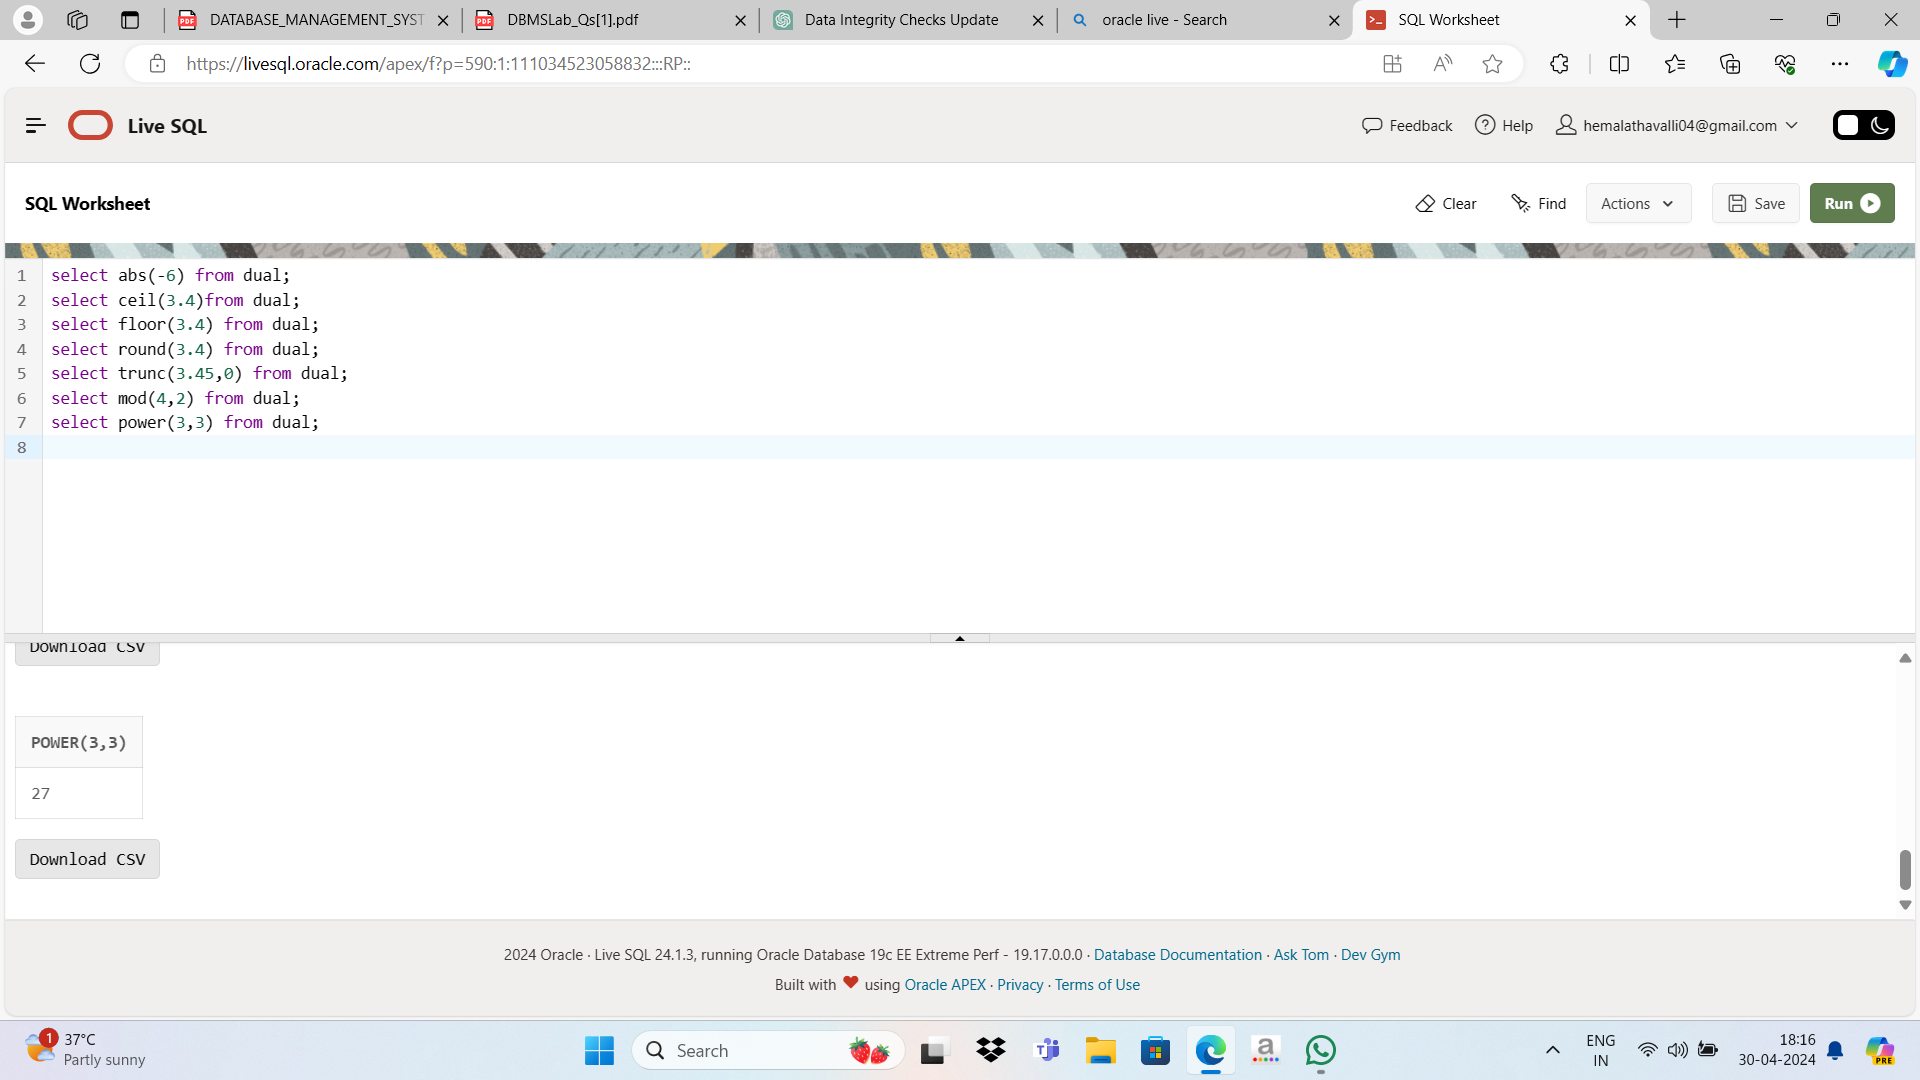 DATABASE_MANAGEMENT_SYST
DBMSLab_Qs[1].pdf
Data Integrity Checks Update
oracle live - Search
SQL Worksheet
https://livesql.oracle.com/apex/f?p=590:1:111034523058832:::RP::
Live SQL
Feedback
Help
hemalathavalli04@gmail.com
SQL Worksheet
Clear
Find
Actions
Save
Run
1 select abs(-6) from dual;
2 select ceil(3.4)from dual;
3 select floor(3.4) from dual;
4 select round(3.4) from dual;
5 select trunc(3.45,0) from dual;
6 select mod(4,2) from dual;
7 select power(3,3) from dual;
8
Download CSV
POWER(3,3)
27
Download CSV
2024 Oracle · Live SQL 24.1.3, running Oracle Database 19c EE Extreme Perf - 19.17.0.0.0 · Database Documentation · Ask Tom · Dev Gym
Built with ❤ using Oracle APEX · Privacy · Terms of Use
1
37°C
Partly sunny
Search
a
ENG
IN
18:16
30-04-2024
PRE